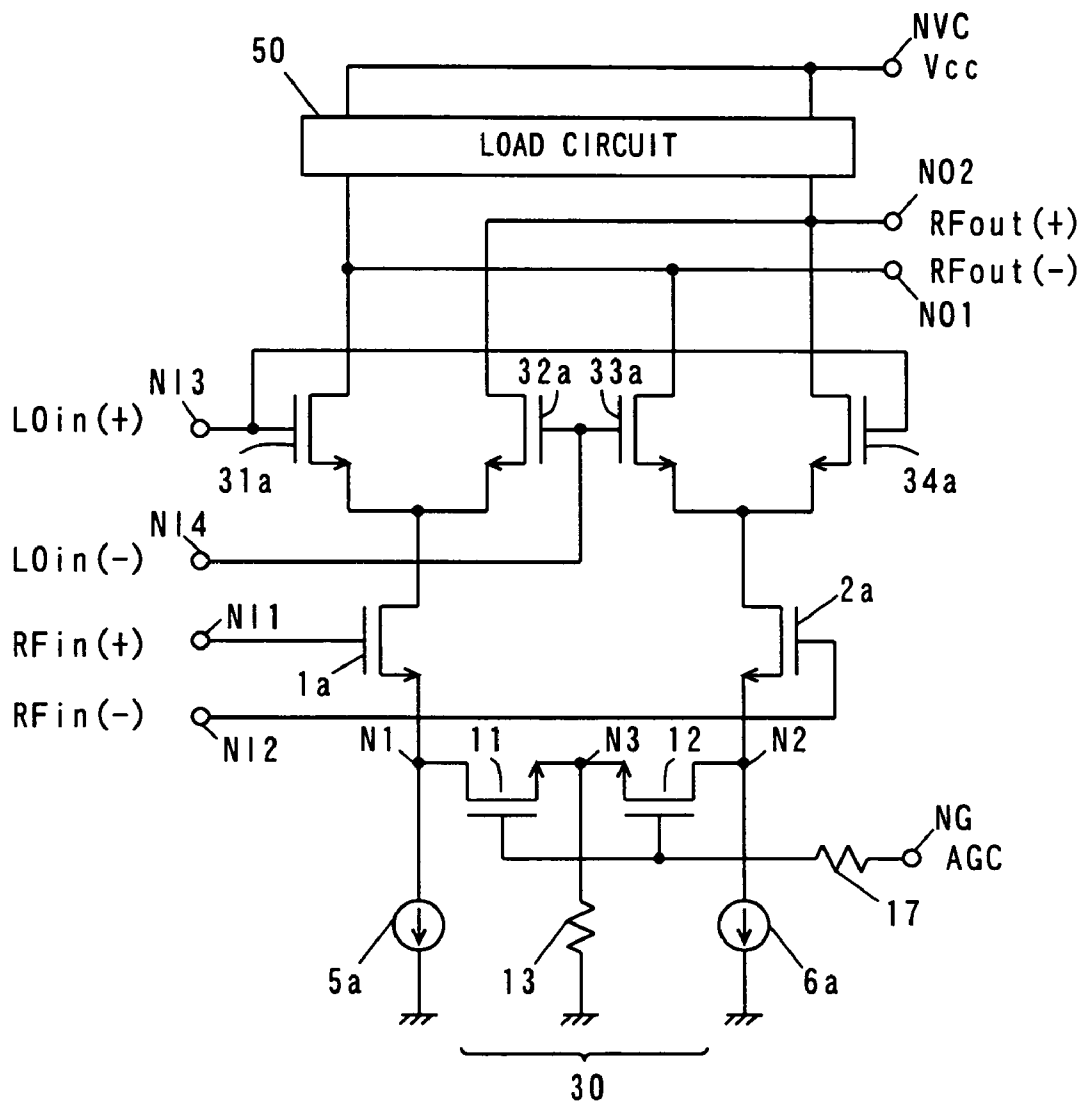 NVC
50
Vcc
LOAD CIRCUIT
NO2
RFout(+)
RFout(-)
NO1
32a 33a
NI3
LOin(+)
31a
34a
NI4
LOin(-)
2a
NI1
RFin(+)
1a
RFin(-)
NI2
N1 11 N3 12 N2
NG
AGC
17
5a 13 6a
30